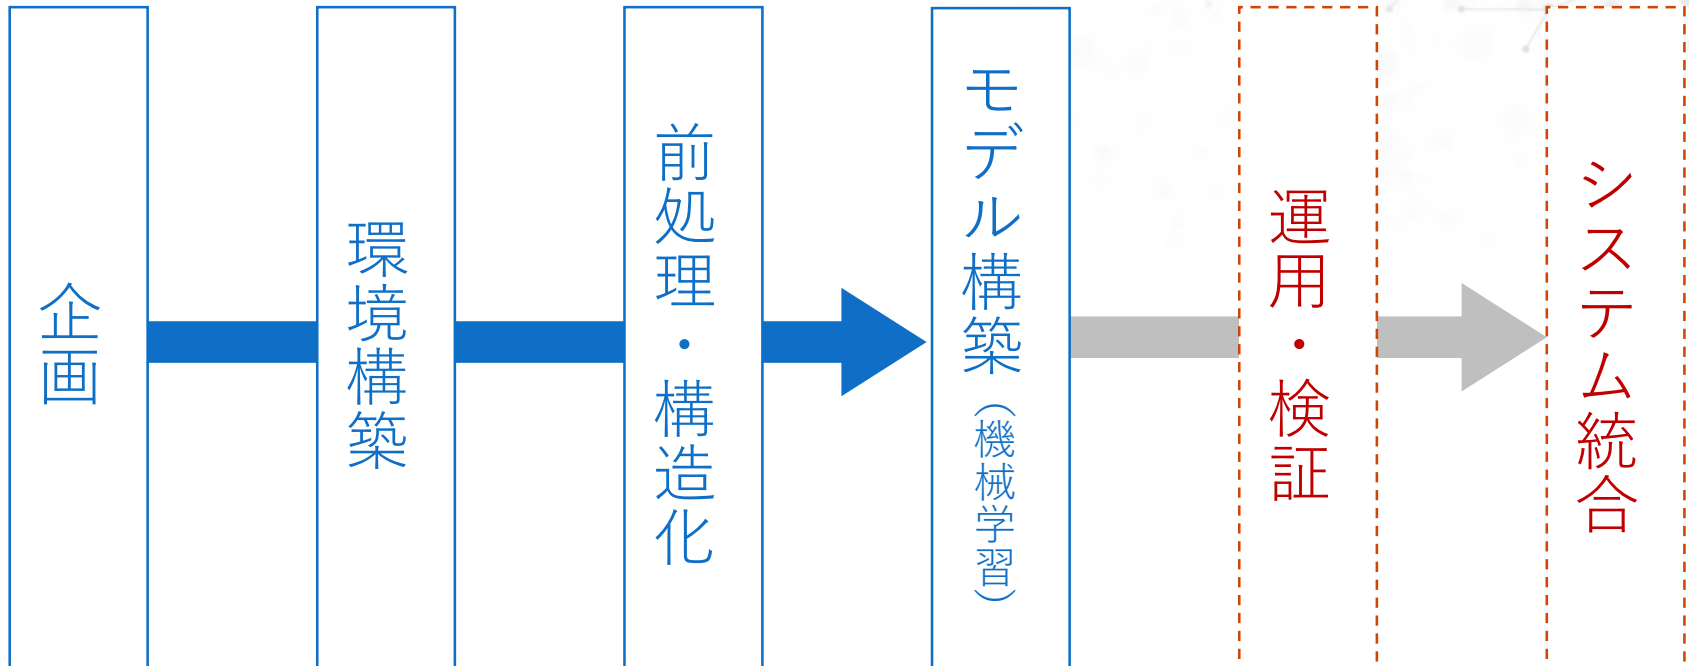 企画
環境構築
前処理・構造化
モデル構築（機械学習）
運用・検証
システム統合